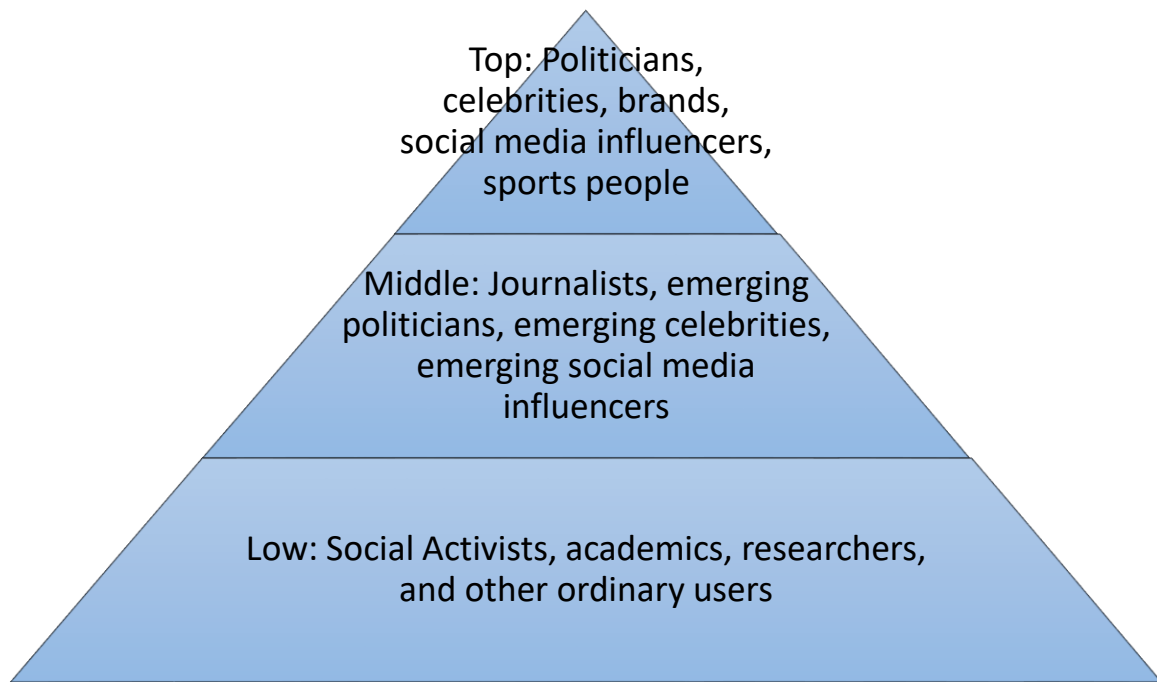 Top: Politicians,
celebrities, brands,
social media influencers,
sports people
Middle: Journalists, emerging
politicians, emerging celebrities,
emerging social media
influencers
Low: Social Activists, academics, researchers,
and other ordinary users